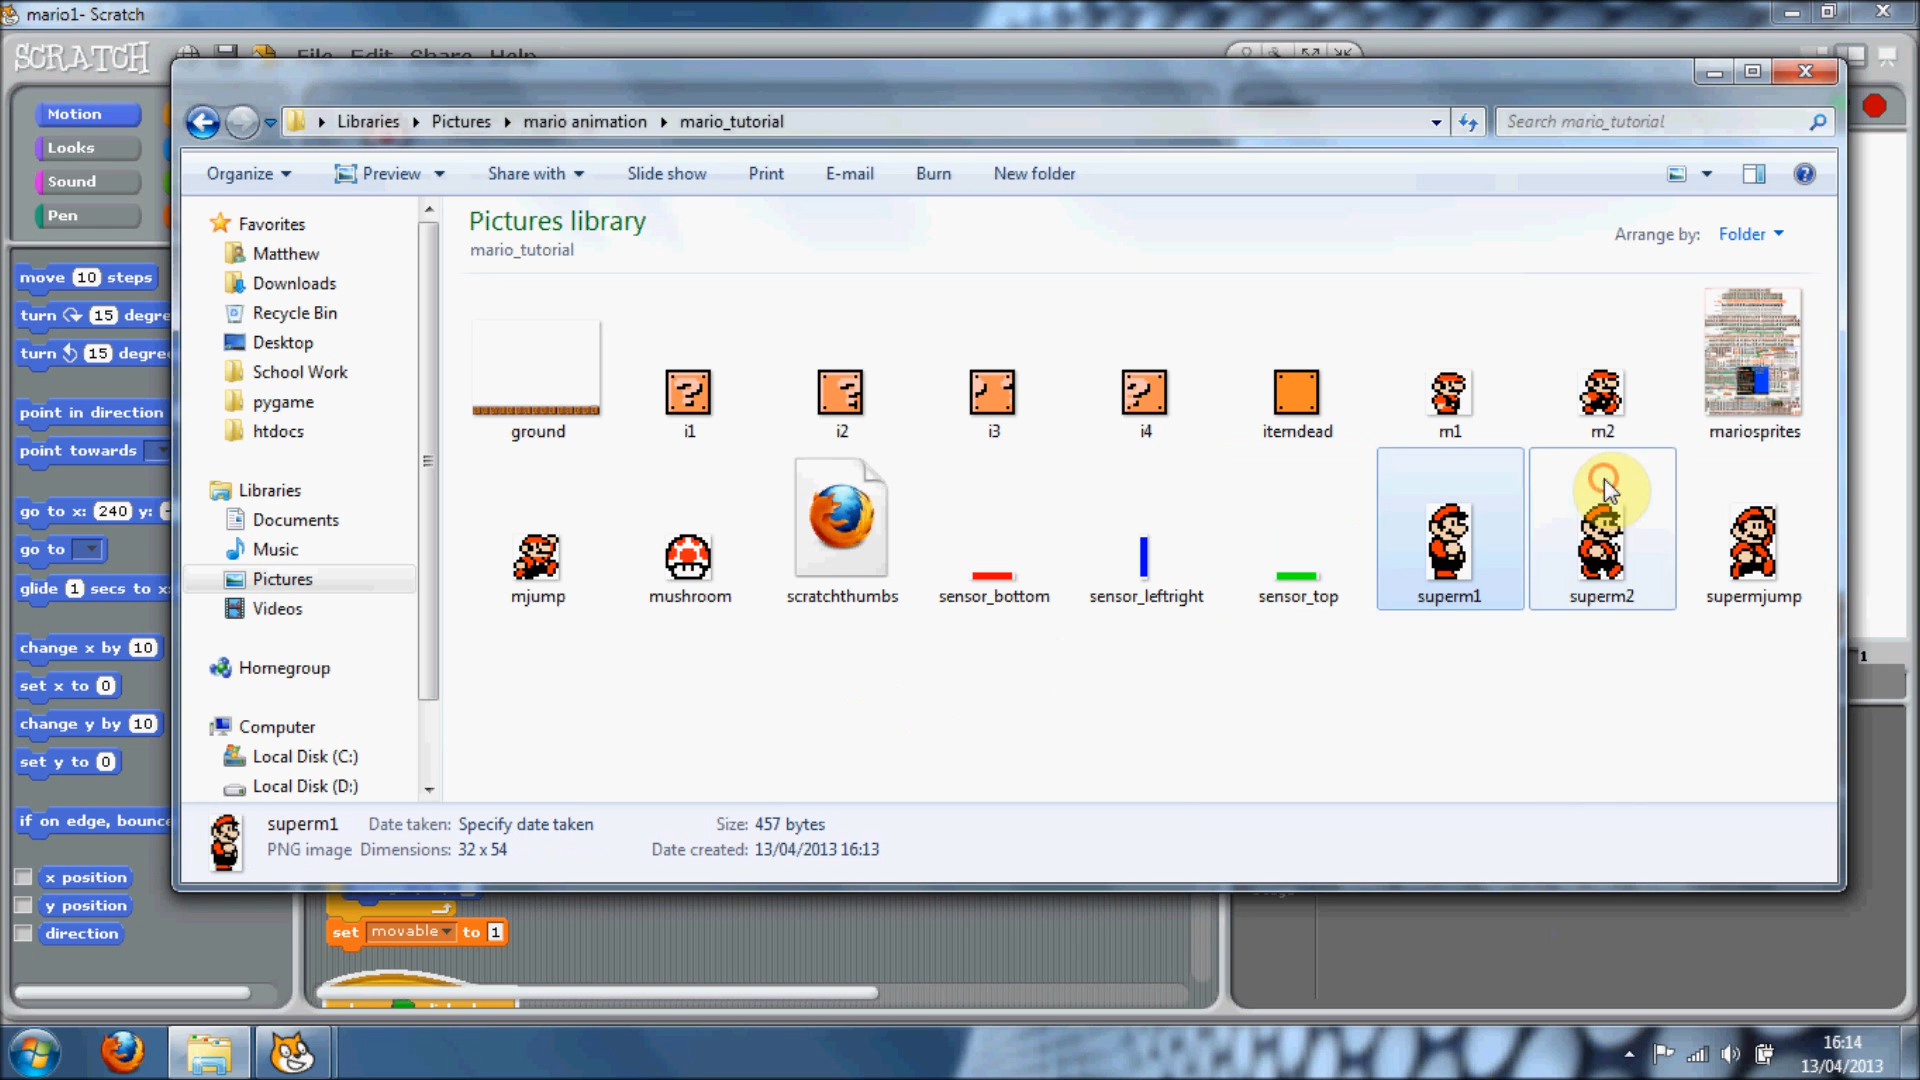 mario1- Scratch
SCRATCH
File Edit Share Help
Libraries Pictures mario animation mario_tutorial
Search mario_tutorial
Organize Preview Share with Slide show Print E-mail Burn New folder
Motion
Looks
Sound
Pen
move 10 steps
turn 15 degre
turn 15 degre
point in direction
point towards
go to x: 240 y:
go to
glide 1 secs to x:
change x by 10
set x to 0
change y by 10
set y to 0
if on edge, bounce
x position
y position
direction
Favorites
Matthew
Downloads
Recycle Bin
Desktop
School Work
pygame
htdocs
Libraries
Documents
Music
Pictures
Videos
Homegroup
Computer
Local Disk (C:)
Local Disk (D:)
Pictures library
mario_tutorial
Arrange by: Folder
ground i1 i2 i3 i4 itemdead m1 m2 mariosprites
mjump mushroom scratchthumbs sensor_bottom sensor_leftright sensor_top superm1 superm2 supermjump
superm1 Date taken: Specify date taken Size: 457 bytes
PNG image Dimensions: 32 x 54 Date created: 13/04/2013 16:13
set movable to 1
1
16:14
13/04/2013